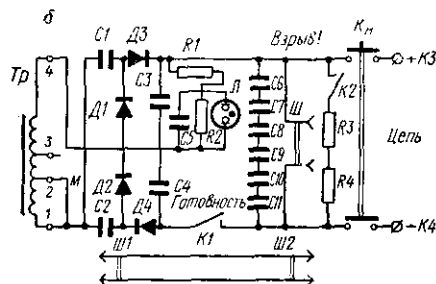 б
С1 Д3 R1 Взрыв! Кн
Тр 4 + К3
С3 Л С6 К2
Д1 С7 Ш
С5 R2 С8 R3 Цепь
3 С9
2 М Д2 С4 С10 R4
Готовность С11
1 С2 Д4 К1 - К4
Ш1 Ш2